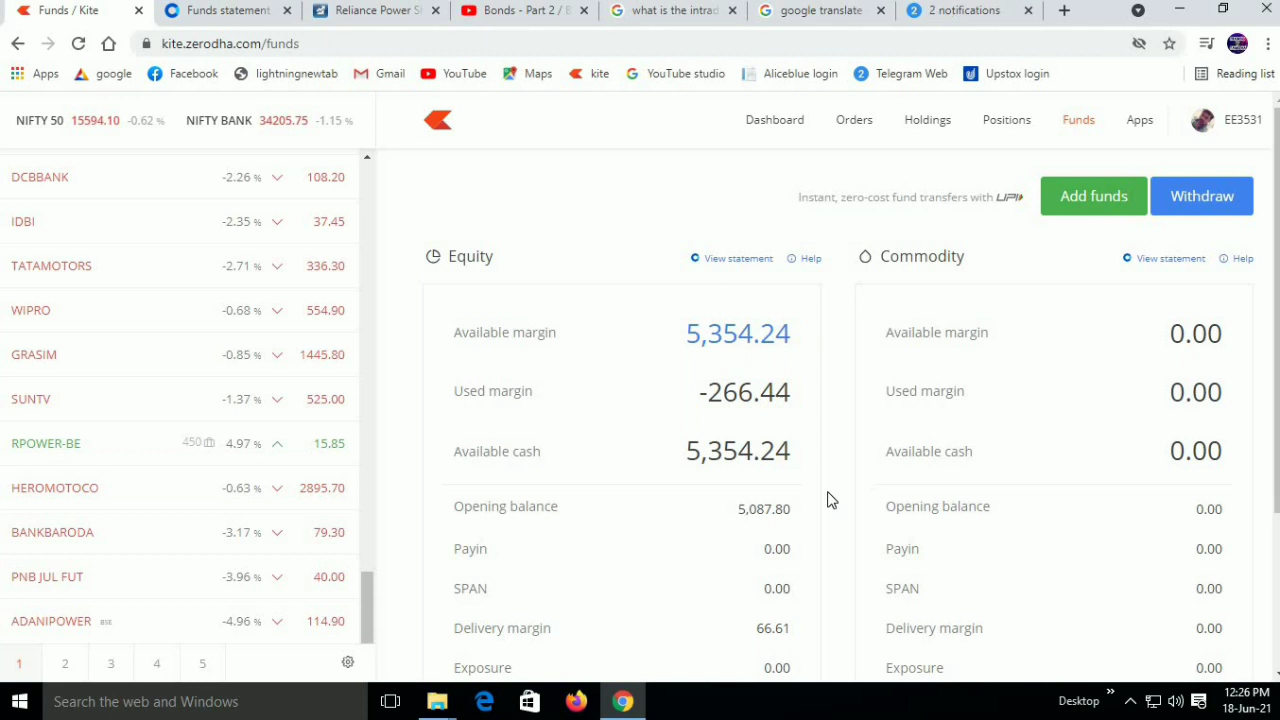 Funds / Kite
Funds statement
Reliance Power S
Bonds - Part 2 / E
what is the intrad
google translate
2 notifications
kite.zerodha.com/funds
Apps
google
Facebook
lightningnewtab
Gmail
YouTube
Maps
kite
YouTube studio
Aliceblue login
Telegram Web
Upstox login
Reading list
NIFTY 50 15594.10 -0.62 %
NIFTY BANK 34205.75 -1.15 %
Dashboard
Orders
Holdings
Positions
Funds
Apps
EE3531
DCBBANK -2.26 % 108.20
IDBI -2.35 % 37.45
TATAMOTORS -2.71 % 336.30
WIPRO -0.68 % 554.90
GRASIM -0.85 % 1445.80
SUNTV -1.37 % 525.00
RPOWER-BE 450 4.97 % 15.85
HEROMOTOCO -0.63 % 2895.70
BANKBARODA -3.17 % 79.30
PNB JUL FUT -3.96 % 40.00
ADANIPOWER BSE -4.96 % 114.90
1 2 3 4 5
Instant, zero-cost fund transfers with UPI
Add funds
Withdraw
Equity
View statement
Help
Available margin 5,354.24
Used margin -266.44
Available cash 5,354.24
Opening balance 5,087.80
Payin 0.00
SPAN 0.00
Delivery margin 66.61
Exposure 0.00
Commodity
View statement
Help
Available margin 0.00
Used margin 0.00
Available cash 0.00
Opening balance 0.00
Payin 0.00
SPAN 0.00
Delivery margin 0.00
Exposure 0.00
Search the web and Windows
Desktop
12:26 PM
18-Jun-21